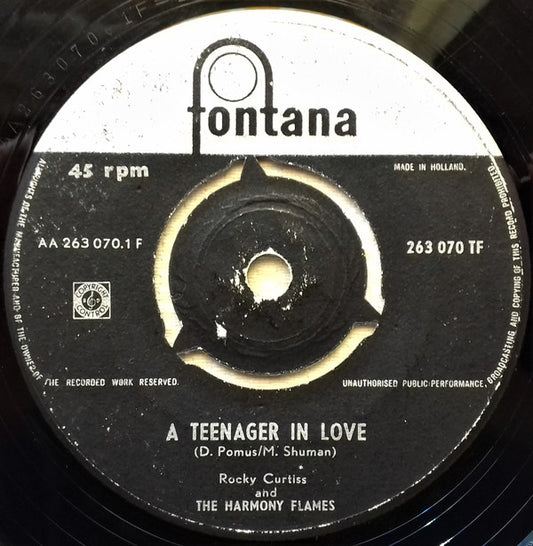 fontana
45 rpm
MADE IN HOLLAND.
AA 263 070.1 F
263 070 TF
COPYRIGHT
CONTROL
ALL RIGHTS OF THE MANUFACTURER AND OF THE OWNER OF THE RECORDED WORK RESERVED.
UNAUTHORISED PUBLIC PERFORMANCE, BROADCASTING AND COPYING OF THIS RECORD PROHIBITED.
A TEENAGER IN LOVE
(D. Pomus/M. Shuman)
Rocky Curtiss
and
THE HARMONY FLAMES